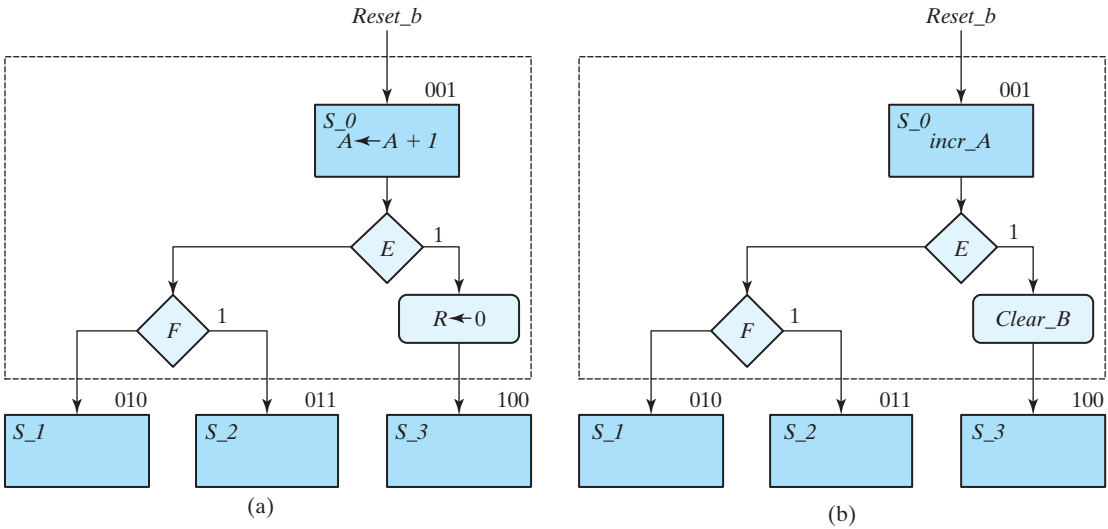 Reset_b
001
S_0
A ← A + 1
E
1
F
1
R ← 0
010
S_1
011
S_2
100
S_3
(a)
Reset_b
001
S_0
incr_A
E
1
F
1
Clear_B
010
S_1
011
S_2
100
S_3
(b)